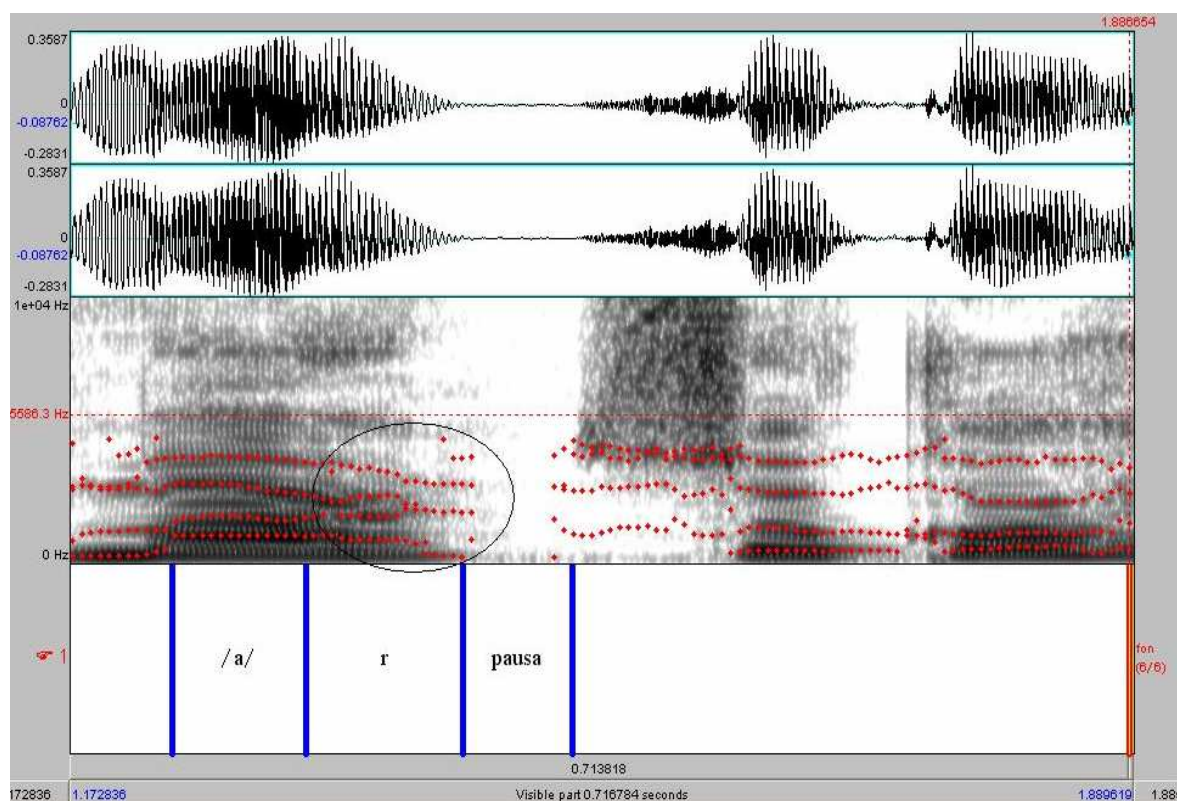 1.886654
0.3587
0
-0.08762
-0.2831
0.3587
0
-0.08762
-0.2831
1e+04 Hz
5586.3 Hz
0 Hz
☞ 1
/a/
r
pausa
fon
(6/6)
0.713818
172836
1.172836
Visible part 0.716784 seconds
1.889619
1.88